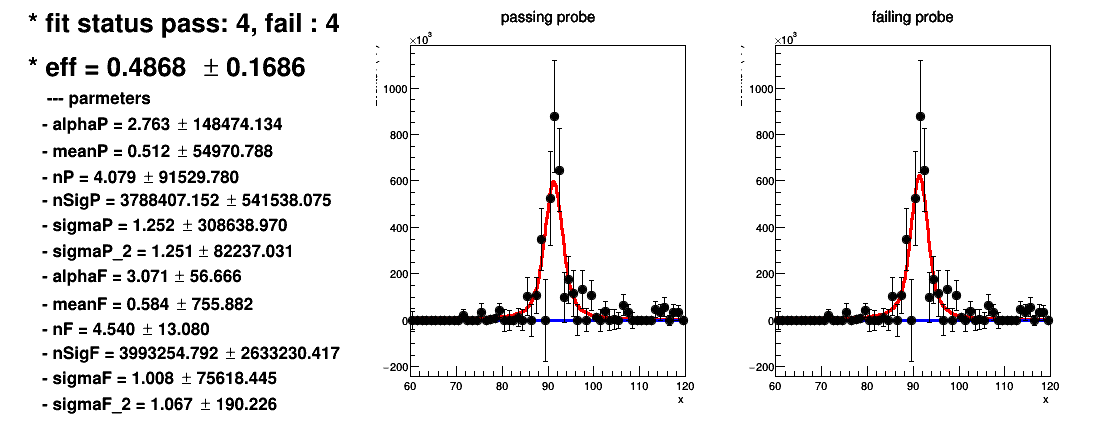 * fit status pass: 4, fail : 4
* eff = 0.4868 ± 0.1686
--- parmeters
- alphaP = 2.763 ± 148474.134
- meanP = 0.512 ± 54970.788
- nP = 4.079 ± 91529.780
- nSigP = 3788407.152 ± 541538.075
- sigmaP = 1.252 ± 308638.970
- sigmaP_2 = 1.251 ± 82237.031
- alphaF = 3.071 ± 56.666
- meanF = 0.584 ± 755.882
- nF = 4.540 ± 13.080
- nSigF = 3993254.792 ± 2633230.417
- sigmaF = 1.008 ± 75618.445
- sigmaF_2 = 1.067 ± 190.226
passing probe
×10³
1000
800
600
400
200
0
−200
60 70 80 90 100 110 120
x
failing probe
×10³
1000
800
600
400
200
0
−200
60 70 80 90 100 110 120
x